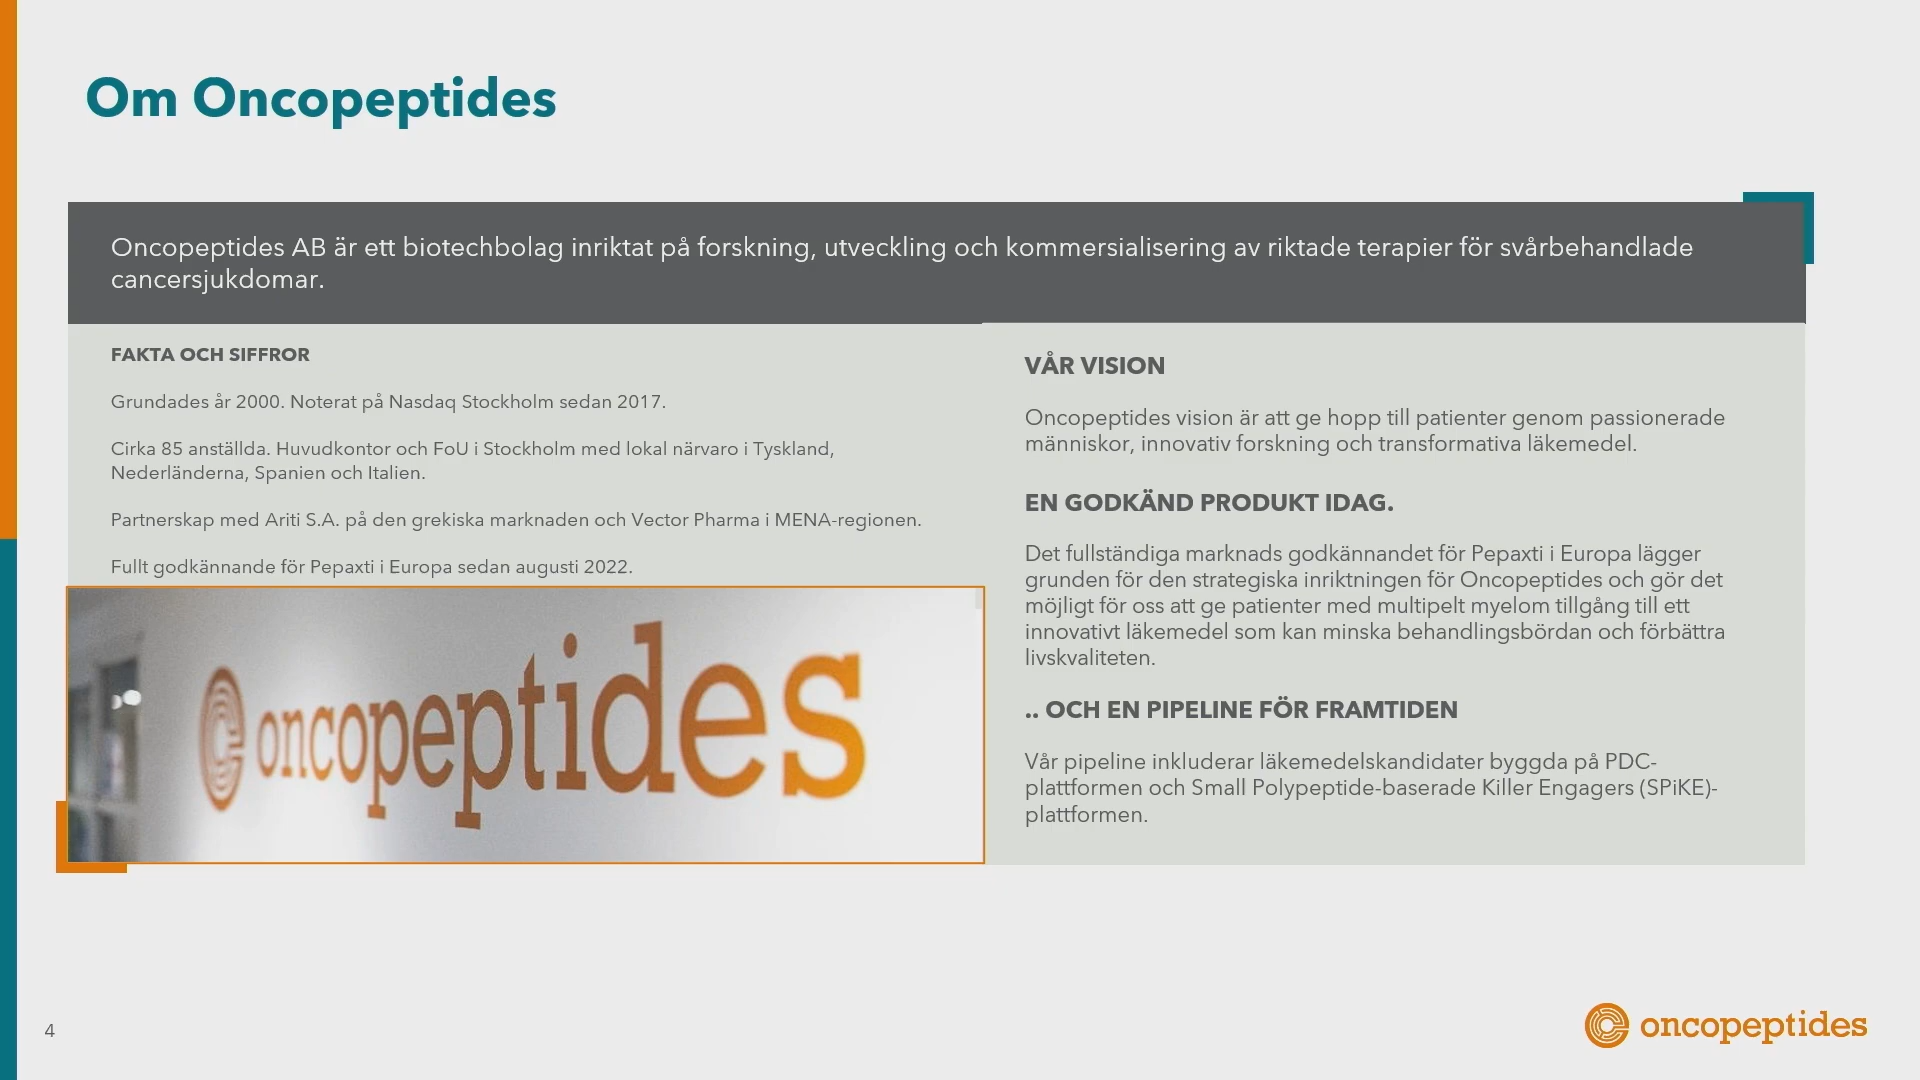 Om Oncopeptides
Oncopeptides AB är ett biotechbolag inriktat på forskning, utveckling och kommersialisering av riktade terapier för svårbehandlade
cancersjukdomar.
FAKTA OCH SIFFROR
Grundades år 2000. Noterat på Nasdaq Stockholm sedan 2017.
Cirka 85 anställda. Huvudkontor och FoU i Stockholm med lokal närvaro i Tyskland,
Nederländerna, Spanien och Italien.
Partnerskap med Ariti S.A. på den grekiska marknaden och Vector Pharma i MENA-regionen.
Fullt godkännande för Pepaxti i Europa sedan augusti 2022.
oncopeptides
VÅR VISION
Oncopeptides vision är att ge hopp till patienter genom passionerade
människor, innovativ forskning och transformativa läkemedel.
EN GODKÄND PRODUKT IDAG.
Det fullständiga marknads godkännandet för Pepaxti i Europa lägger
grunden för den strategiska inriktningen för Oncopeptides och gör det
möjligt för oss att ge patienter med multipelt myelom tillgång till ett
innovativt läkemedel som kan minska behandlingsbördan och förbättra
livskvaliteten.
.. OCH EN PIPELINE FÖR FRAMTIDEN
Vår pipeline inkluderar läkemedelskandidater byggda på PDC-
plattformen och Small Polypeptide-baserade Killer Engagers (SPiKE)-
plattformen.
4
oncopeptides